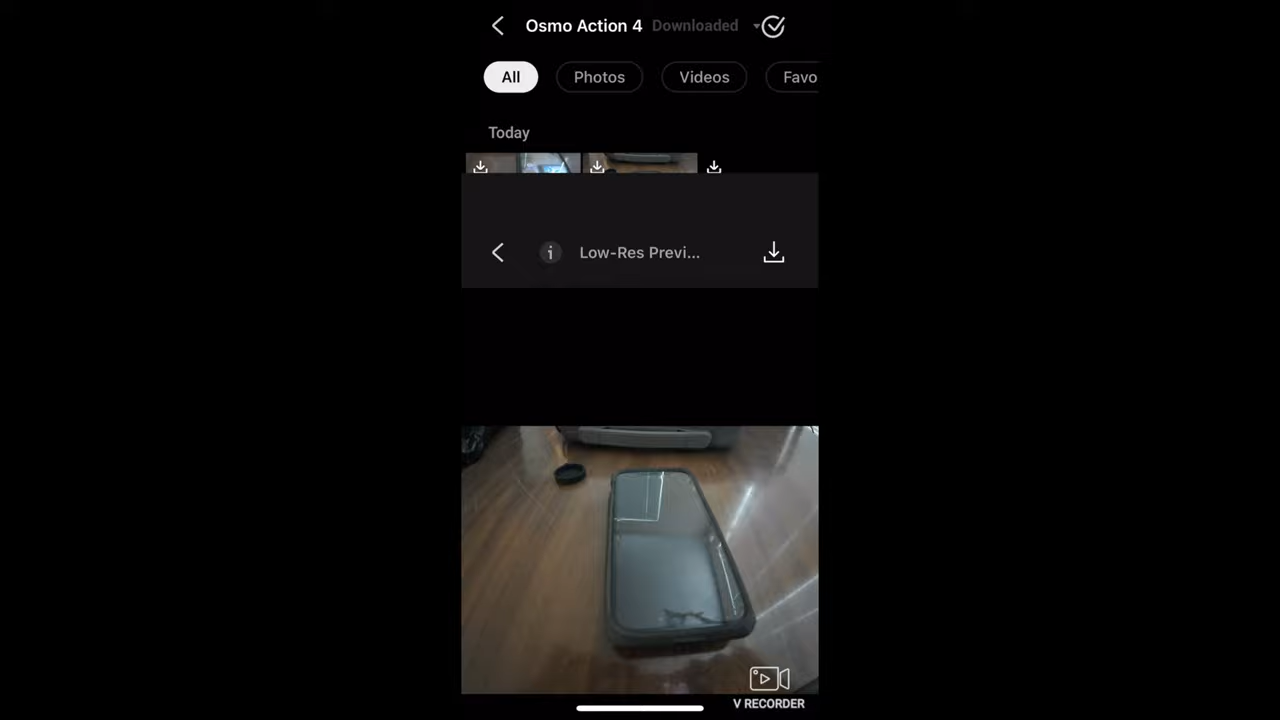 Osmo Action 4 Downloaded
All Photos Videos Favo
Today
Low-Res Previ...
V RECORDER